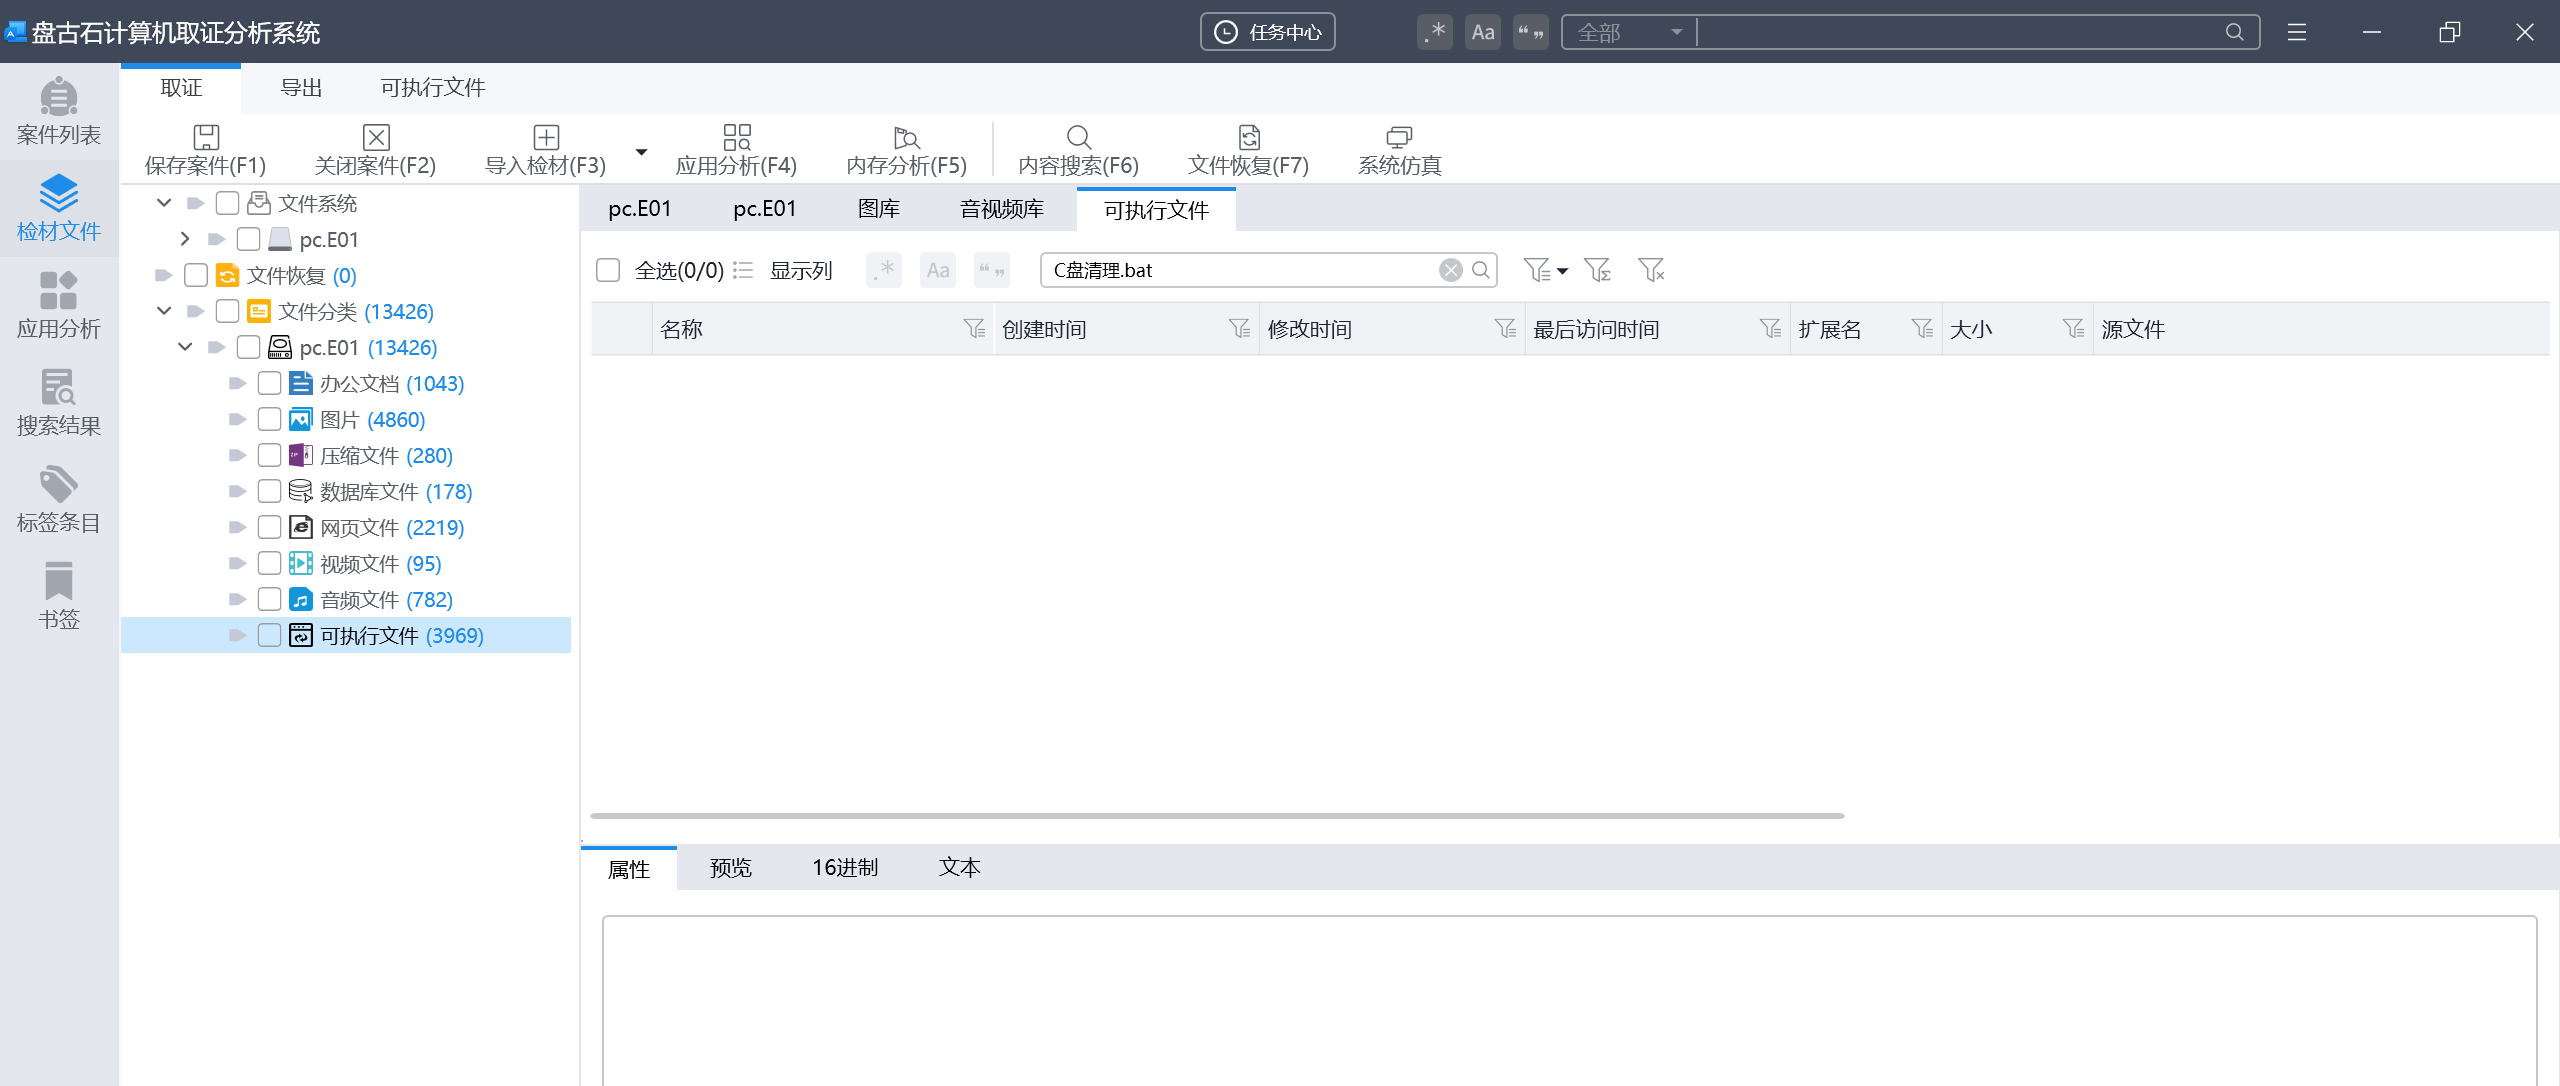 盘古石计算机取证分析系统
任务中心
.* Aa “” 全部
案件列表
检材文件
应用分析
搜索结果
标签条目
书签
取证 导出 可执行文件
保存案件(F1) 关闭案件(F2) 导入检材(F3) 应用分析(F4) 内存分析(F5) 内容搜索(F6) 文件恢复(F7) 系统仿真
文件系统
pc.E01
文件恢复 (0)
文件分类 (13426)
pc.E01 (13426)
办公文档 (1043)
图片 (4860)
压缩文件 (280)
数据库文件 (178)
网页文件 (2219)
视频文件 (95)
音频文件 (782)
可执行文件 (3969)
pc.E01 pc.E01 图库 音视频库 可执行文件
全选(0/0) 显示列 .* Aa “” C盘清理.bat
名称 创建时间 修改时间 最后访问时间 扩展名 大小 源文件
属性 预览 16进制 文本